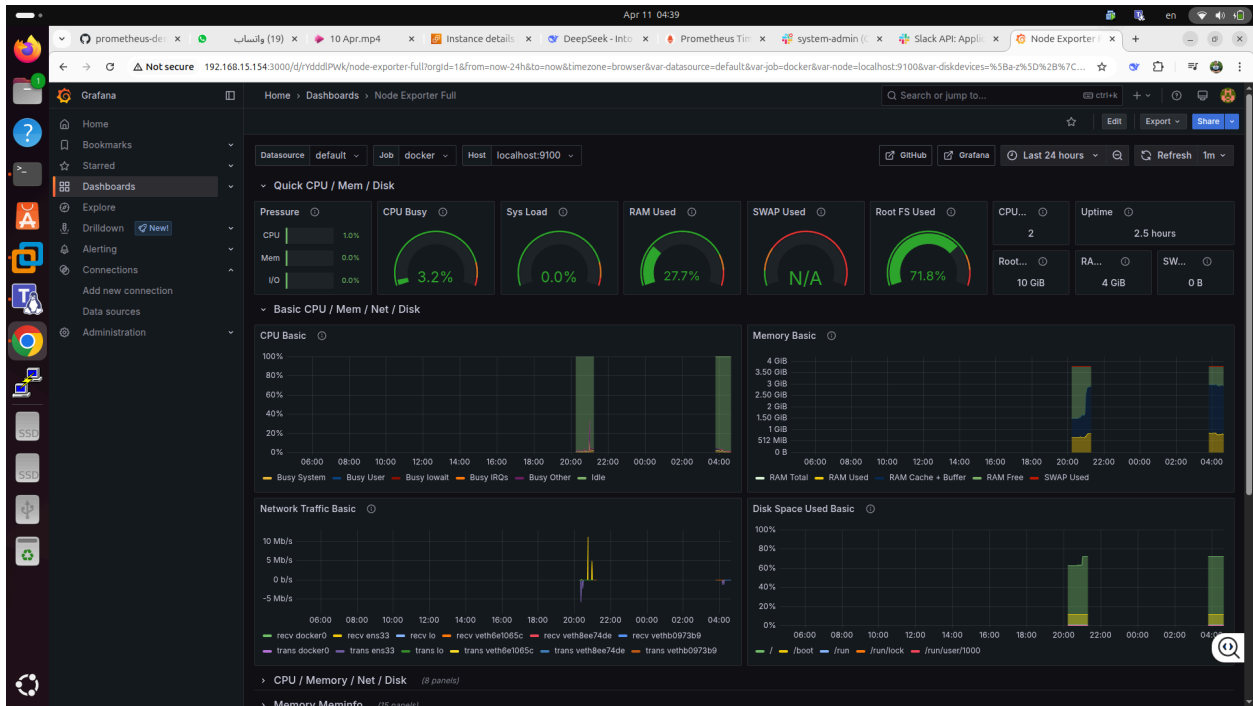 Apr 11 04:39
en
prometheus-de
(19) واتساب
10 Apr.mp4
Instance details
DeepSeek - Into
Prometheus Tim
system-admin (C
Slack API: Applic
Node Exporter F
Not secure 192.168.15.154:3000/d/rYdddlPWk/node-exporter-full?orgId=1&from=now-24h&to=now&timezone=browser&var-datasource=default&var-job=docker&var-node=localhost:9100&var-diskdevices=%5Ba-z%5D%2B%7C...
Grafana
Home › Dashboards › Node Exporter Full
Search or jump to...
ctrl+k
Home
Bookmarks
Starred
Dashboards
Explore
Drilldown New!
Alerting
Connections
Add new connection
Data sources
Administration
Edit
Export
Share
Datasource default
Job docker
Host localhost:9100
GitHub
Grafana
Last 24 hours
Refresh 1m
Quick CPU / Mem / Disk
Pressure
CPU 1.0%
Mem 0.0%
I/O 0.0%
CPU Busy
3.2%
Sys Load
0.0%
RAM Used
27.7%
SWAP Used
N/A
Root FS Used
71.8%
CPU...
2
Uptime
2.5 hours
Root...
10 GiB
RA...
4 GiB
SW...
0 B
Basic CPU / Mem / Net / Disk
CPU Basic
100%
80%
60%
40%
20%
0%
06:00 08:00 10:00 12:00 14:00 16:00 18:00 20:00 22:00 00:00 02:00 04:00
Busy System Busy User Busy Iowait Busy IRQs Busy Other Idle
Memory Basic
4 GiB
3.50 GiB
3 GiB
2.50 GiB
2 GiB
1.50 GiB
1 GiB
512 MiB
0 B
06:00 08:00 10:00 12:00 14:00 16:00 18:00 20:00 22:00 00:00 02:00 04:00
RAM Total RAM Used RAM Cache + Buffer RAM Free SWAP Used
Network Traffic Basic
10 Mb/s
5 Mb/s
0 b/s
-5 Mb/s
06:00 08:00 10:00 12:00 14:00 16:00 18:00 20:00 22:00 00:00 02:00 04:00
recv docker0 recv ens33 recv lo recv veth6e1065c recv veth8ee74de recv vethb0973b9
trans docker0 trans ens33 trans lo trans veth6e1065c trans veth8ee74de trans vethb0973b9
Disk Space Used Basic
100%
80%
60%
40%
20%
0%
06:00 08:00 10:00 12:00 14:00 16:00 18:00 20:00 22:00 00:00 02:00 04:0
/ /boot /run /run/lock /run/user/1000
CPU / Memory / Net / Disk (8 panels)
Memory Meminfo (15 panels)